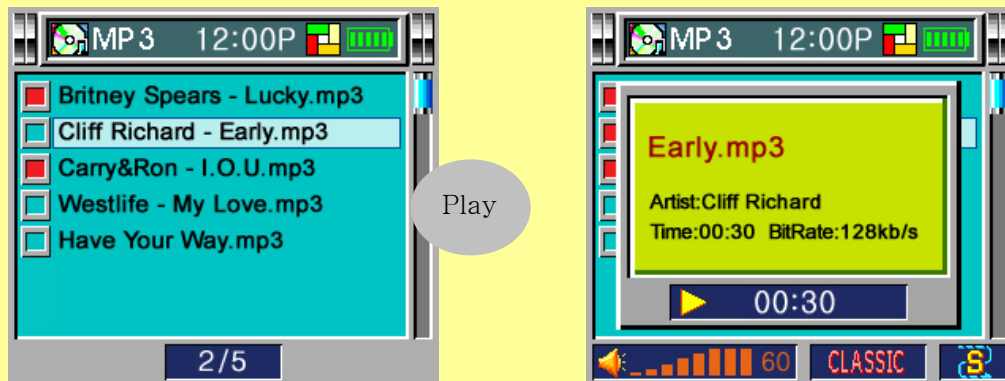 MP3 12:00P
Britney Spears - Lucky.mp3
Cliff Richard - Early.mp3
Carry&Ron - I.O.U.mp3
Westlife - My Love.mp3
Have Your Way.mp3
2/5
Play
MP3 12:00P
Early.mp3
Artist:Cliff Richard
Time:00:30 BitRate:128kb/s
00:30
60 CLASSIC S